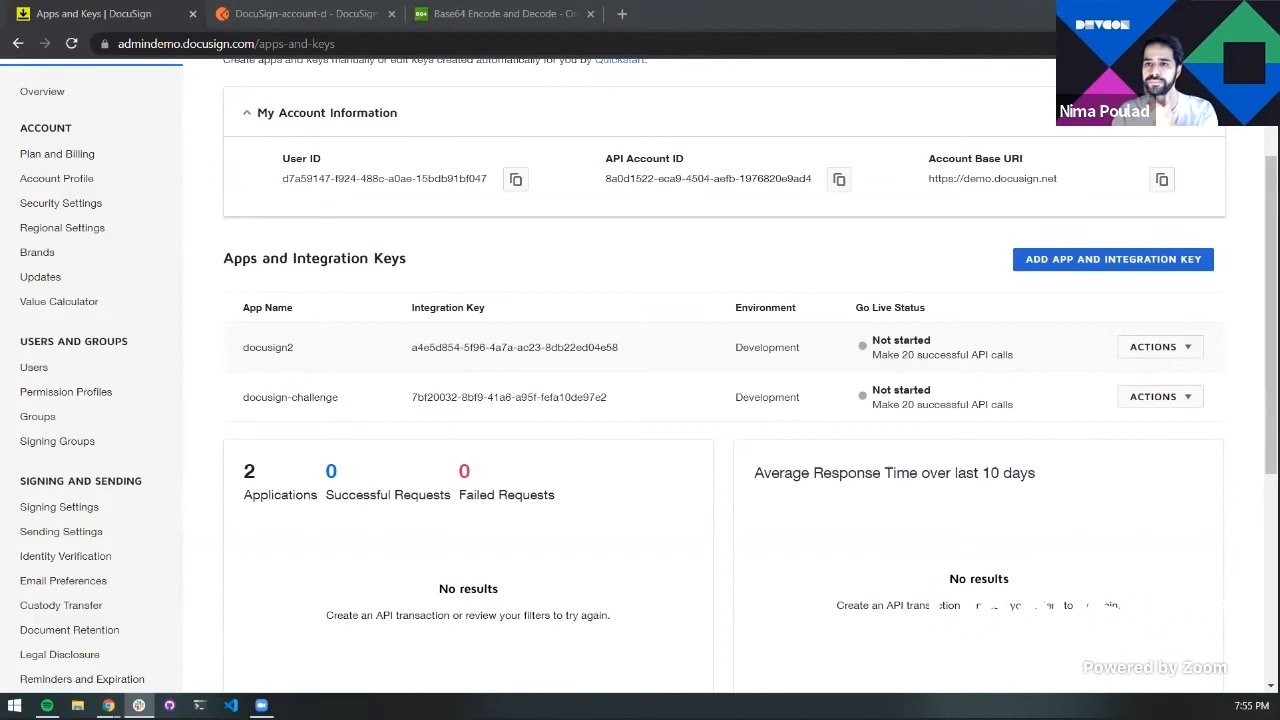 Apps and Keys | DocuSign
DocuSign-account-d - DocuSign
Base64 Encode and Decode - On
admindemo.docusign.com/apps-and-keys
DEVCON
Nima Poulad
Create apps and keys manually or edit keys created automatically for you by Quickstart.
Overview
ACCOUNT
Plan and Billing
Account Profile
Security Settings
Regional Settings
Brands
Updates
Value Calculator
USERS AND GROUPS
Users
Permission Profiles
Groups
Signing Groups
SIGNING AND SENDING
Signing Settings
Sending Settings
Identity Verification
Email Preferences
Custody Transfer
Document Retention
Legal Disclosure
Reminders and Expiration
My Account Information
User ID API Account ID Account Base URI
d7a59147-f924-488c-a0ae-15bdb91bf047 8a0d1522-eca9-4504-aefb-1976820e9ad4 https://demo.docusign.net
Apps and Integration Keys
ADD APP AND INTEGRATION KEY
App Name Integration Key Environment Go Live Status
docusign2 a4e5d854-5f96-4a7a-ac23-8db22ed04e58 Development Not started ACTIONS
Make 20 successful API calls
docusign-challenge 7bf20032-8bf9-41a6-a95f-fefa10de97e2 Development Not started ACTIONS
Make 20 successful API calls
2 0 0
Applications Successful Requests Failed Requests
No results
Create an API transaction or review your filters to try again.
Average Response Time over last 10 days
No results
Create an API transaction
Powered by Zoom
7:55 PM